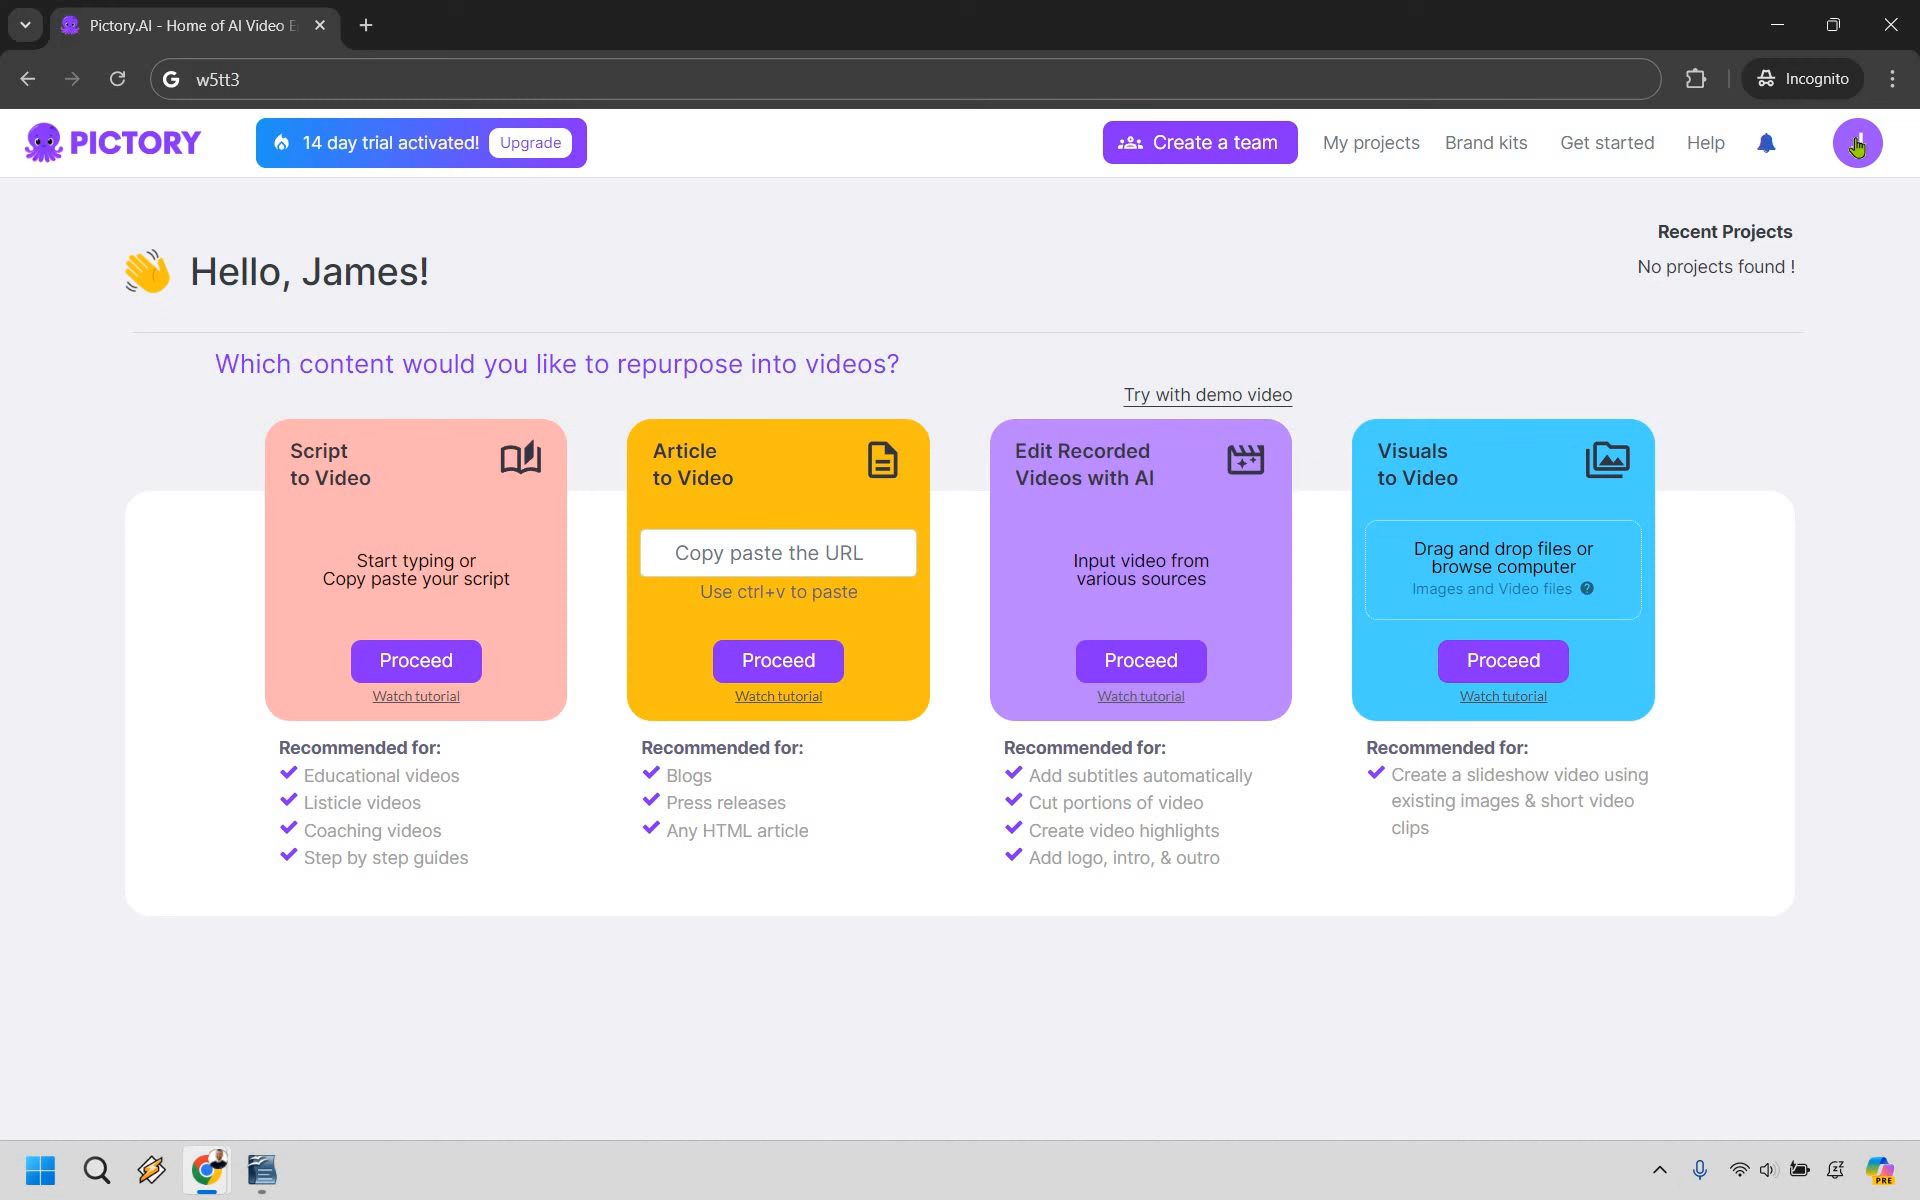 Pictory.AI - Home of AI Video E
w5tt3
Incognito
PICTORY
14 day trial activated!
Upgrade
Create a team
My projects
Brand kits
Get started
Help
Recent Projects
No projects found !
Hello, James!
Which content would you like to repurpose into videos?
Try with demo video
Script
to Video
Start typing or
Copy paste your script
Proceed
Watch tutorial
Article
to Video
Copy paste the URL
Use ctrl+v to paste
Proceed
Watch tutorial
Edit Recorded
Videos with AI
Input video from
various sources
Proceed
Watch tutorial
Visuals
to Video
Drag and drop files or
browse computer
Images and Video files ?
Proceed
Watch tutorial
Recommended for:
Educational videos
Listicle videos
Coaching videos
Step by step guides
Recommended for:
Blogs
Press releases
Any HTML article
Recommended for:
Add subtitles automatically
Cut portions of video
Create video highlights
Add logo, intro, & outro
Recommended for:
Create a slideshow video using
existing images & short video
clips
PRE